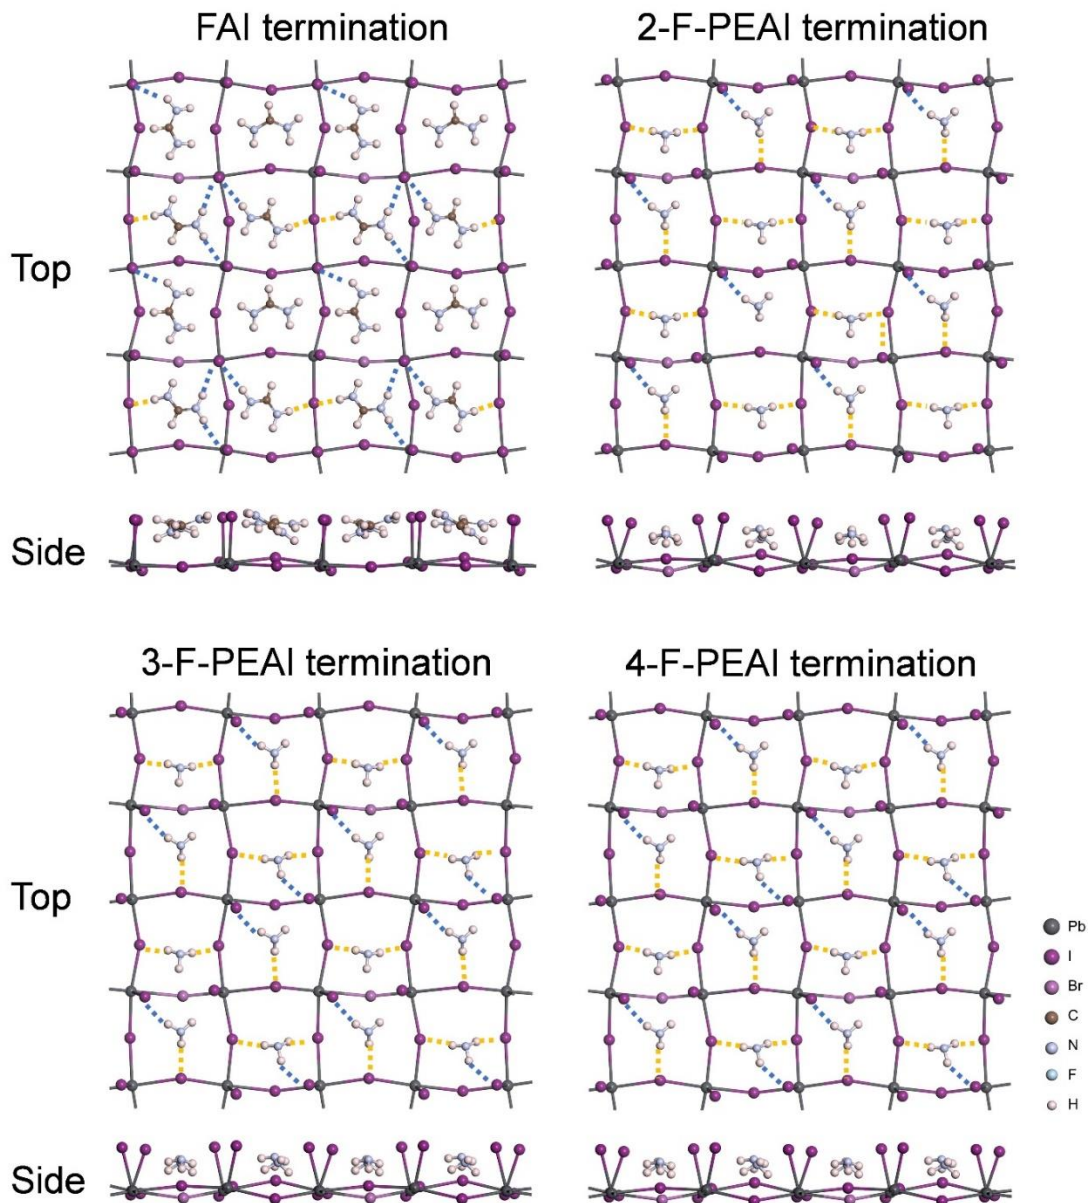 FAI termination
2-F-PEAI termination
Top
Side
3-F-PEAI termination
4-F-PEAI termination
Top
Side
Pb
I
Br
C
N
F
H